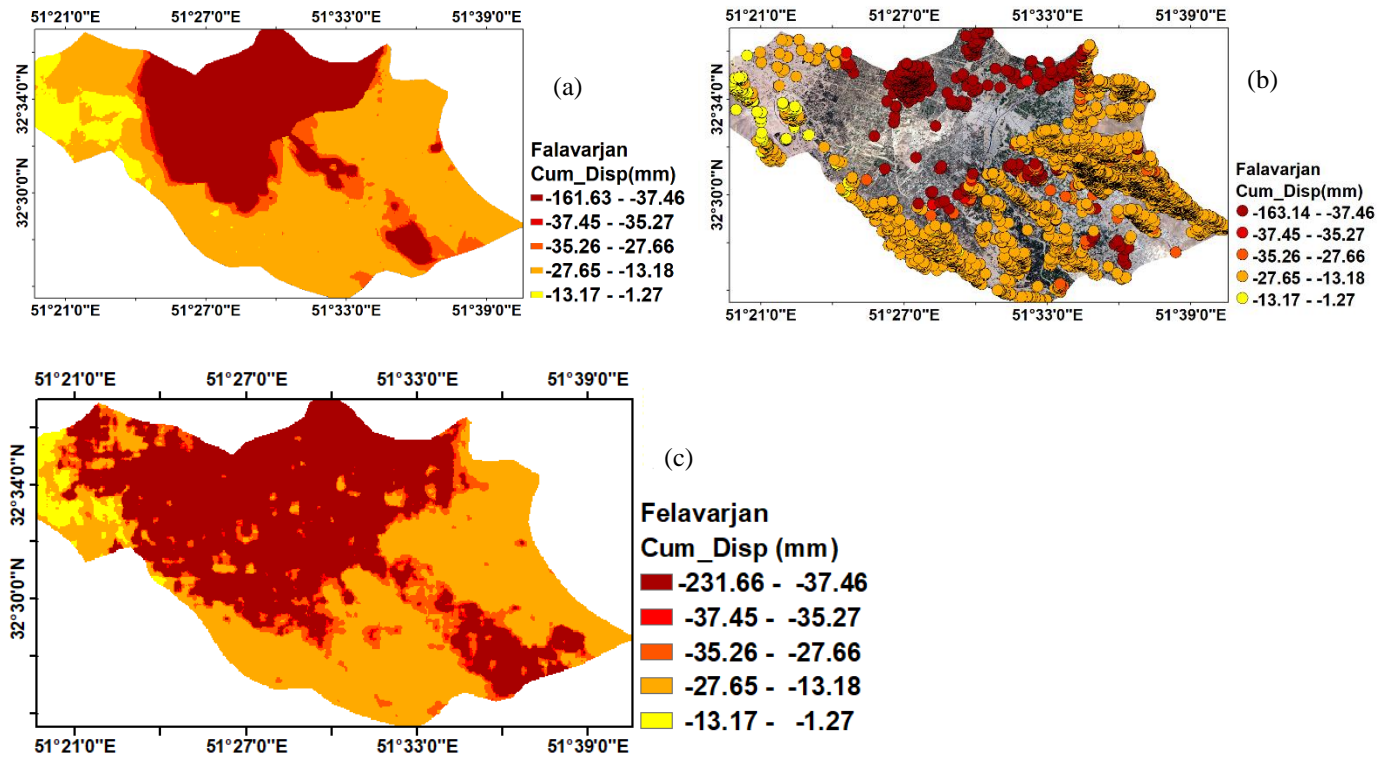 51°21'0"E 51°27'0"E 51°33'0"E 51°39'0"E
32°34'0"N
32°30'0"N
(a)
Falavarjan
Cum_Disp(mm)
-161.63 - -37.46
-37.45 - -35.27
-35.26 - -27.66
-27.65 - -13.18
-13.17 - -1.27
51°21'0"E 51°27'0"E 51°33'0"E 51°39'0"E
51°21'0"E 51°27'0"E 51°33'0"E 51°39'0"E
32°34'0"N
32°30'0"N
(b)
Falavarjan
Cum_Disp(mm)
-163.14 - -37.46
-37.45 - -35.27
-35.26 - -27.66
-27.65 - -13.18
-13.17 - -1.27
51°21'0"E 51°27'0"E 51°33'0"E 51°39'0"E
51°21'0"E 51°27'0"E 51°33'0"E 51°39'0"E
32°34'0"N
32°30'0"N
(c)
Felavarjan
Cum_Disp (mm)
-231.66 - -37.46
-37.45 - -35.27
-35.26 - -27.66
-27.65 - -13.18
-13.17 - -1.27
51°21'0"E 51°27'0"E 51°33'0"E 51°39'0"E